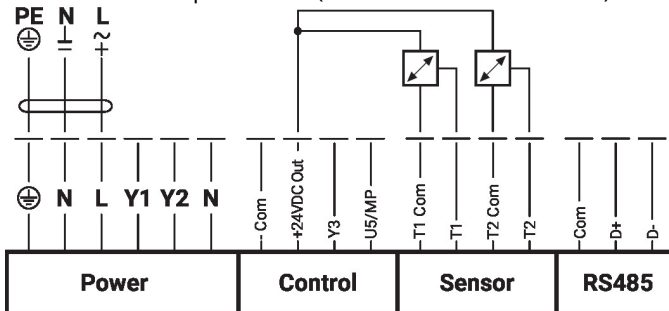 PE N L
N L Y1 Y2 N
- Com
+24VDC Out
Y3
U5/MP
T1 Com
T1
T2 Com
T2
Com
D+
D-
Power
Control
Sensor
RS485